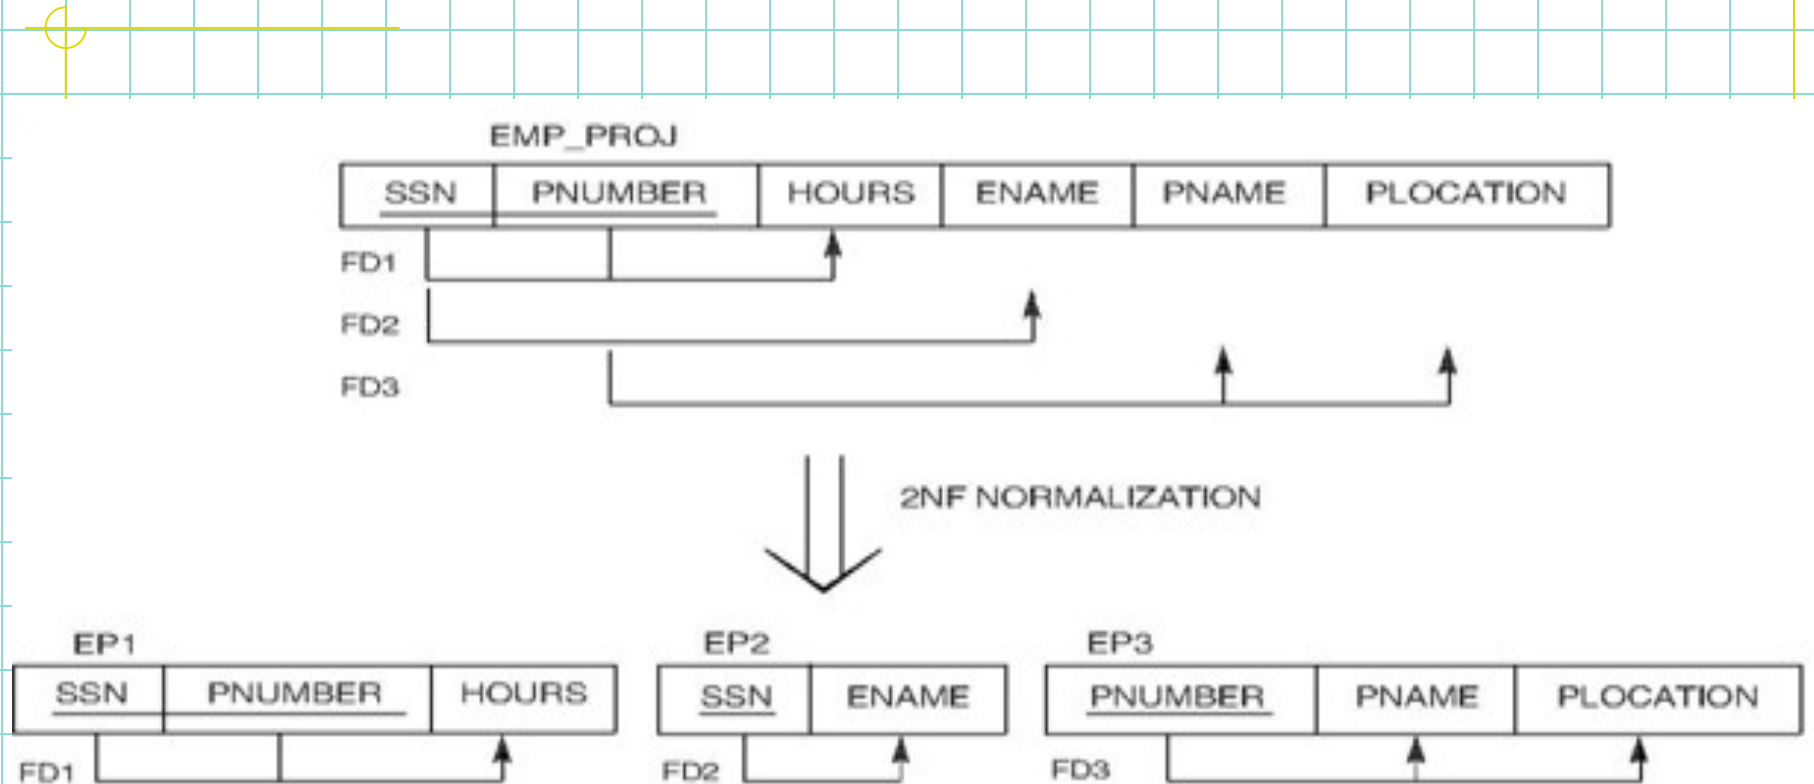 EMP_PROJ
SSN PNUMBER HOURS ENAME PNAME PLOCATION
FD1
FD2
FD3
2NF NORMALIZATION
EP1 EP2 EP3
SSN PNUMBER HOURS SSN ENAME PNUMBER PNAME PLOCATION
FD1 FD2 FD3